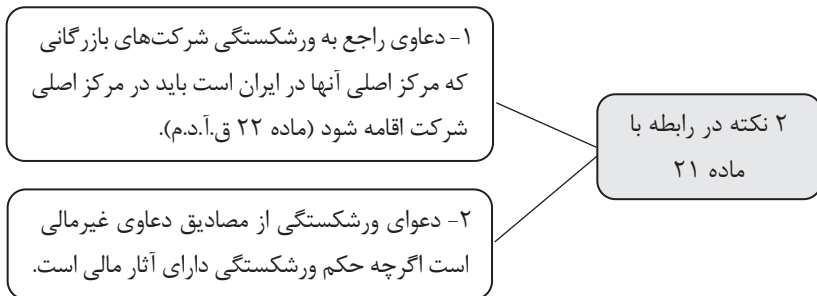 ۲ نکته در رابطه با
ماده ۲۱
۱- دعاوی راجع به ورشکستگی شرکت‌های بازرگانی
که مرکز اصلی آنها در ایران است باید در مرکز اصلی
شرکت اقامه شود (ماده ۲۲ ق.آ.د.م).
۲- دعوای ورشکستگی از مصادیق دعاوی غیرمالی
است اگرچه حکم ورشکستگی دارای آثار مالی است.